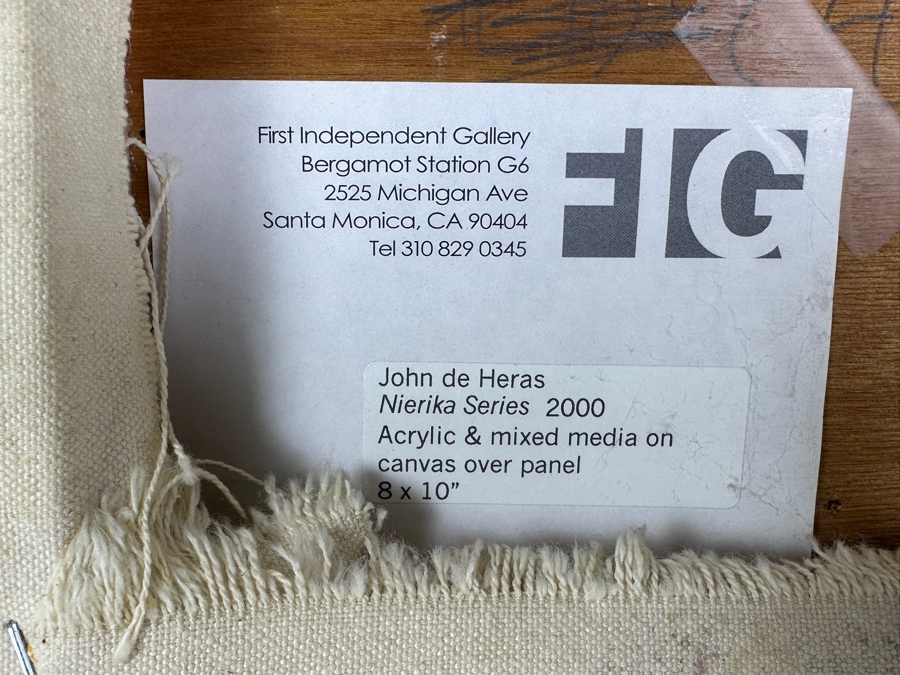 First Independent Gallery
Bergamot Station G6
2525 Michigan Ave
Santa Monica, CA 90404
Tel 310 829 0345
FIG
John de Heras
Nierika Series 2000
Acrylic & mixed media on
canvas over panel
8 x 10”